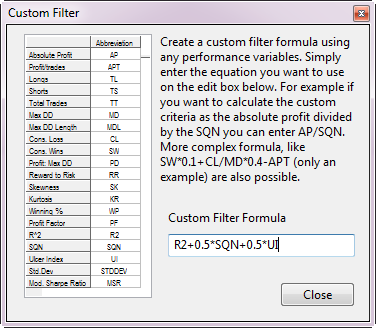 Custom Filter
Abbreviation
Absolute Profit AP
Profit/trades APT
Longs TL
Shorts TS
Total Trades TT
Max DD MD
Max DD Length MDL
Cons. Loss CL
Cons. Wins SW
Profit: Max DD PD
Reward to Risk RR
Skewness SK
Kurtosis KR
Winning % WP
Profit Factor PF
R^2 R2
SQN SQN
Ulcer Index UI
Std.Dev STDDEV
Mod. Sharpe Ratio MSR
Create a custom filter formula using
any performance variables. Simply
enter the equation you want to use
on the edit box below. For example if
you want to calculate the custom
criteria as the absolute profit divided
by the SQN you can enter AP/SQN.
More complex formula, like
SW*0.1+CL/MD*0.4-APT (only an
example) are also possible.
Custom Filter Formula
R2+0.5*SQN+0.5*UI
Close